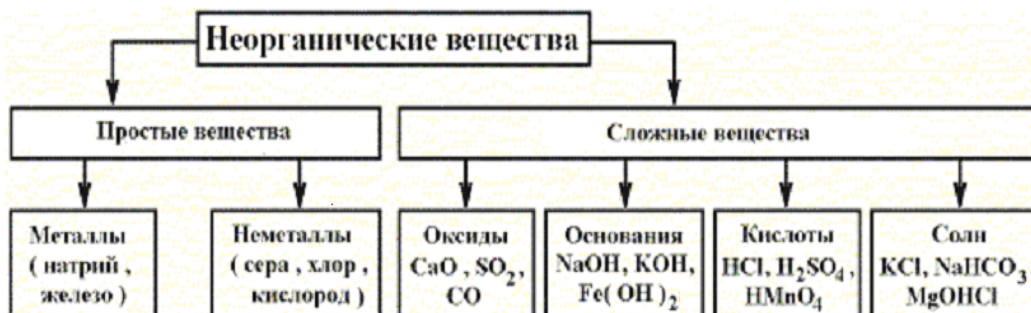 Неорганические вещества
Простые вещества
Сложные вещества
Металлы
( натрий ,
железо )
Неметаллы
( сера , хлор ,
кислород )
Оксиды
CaO , SO₂,
CO
Основания
NaOH, KOH,
Fe( OH )₂
Кислоты
HCl, H₂SO₄,
HMnO₄
Соли
KCl, NaHCO₃
MgOHCl